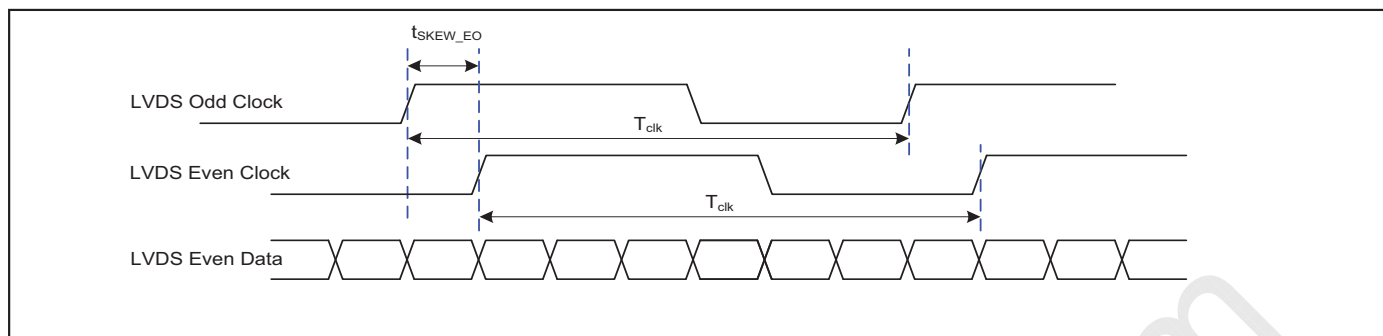 tSKEW_EO
LVDS Odd Clock
Tclk
LVDS Even Clock
Tclk
LVDS Even Data